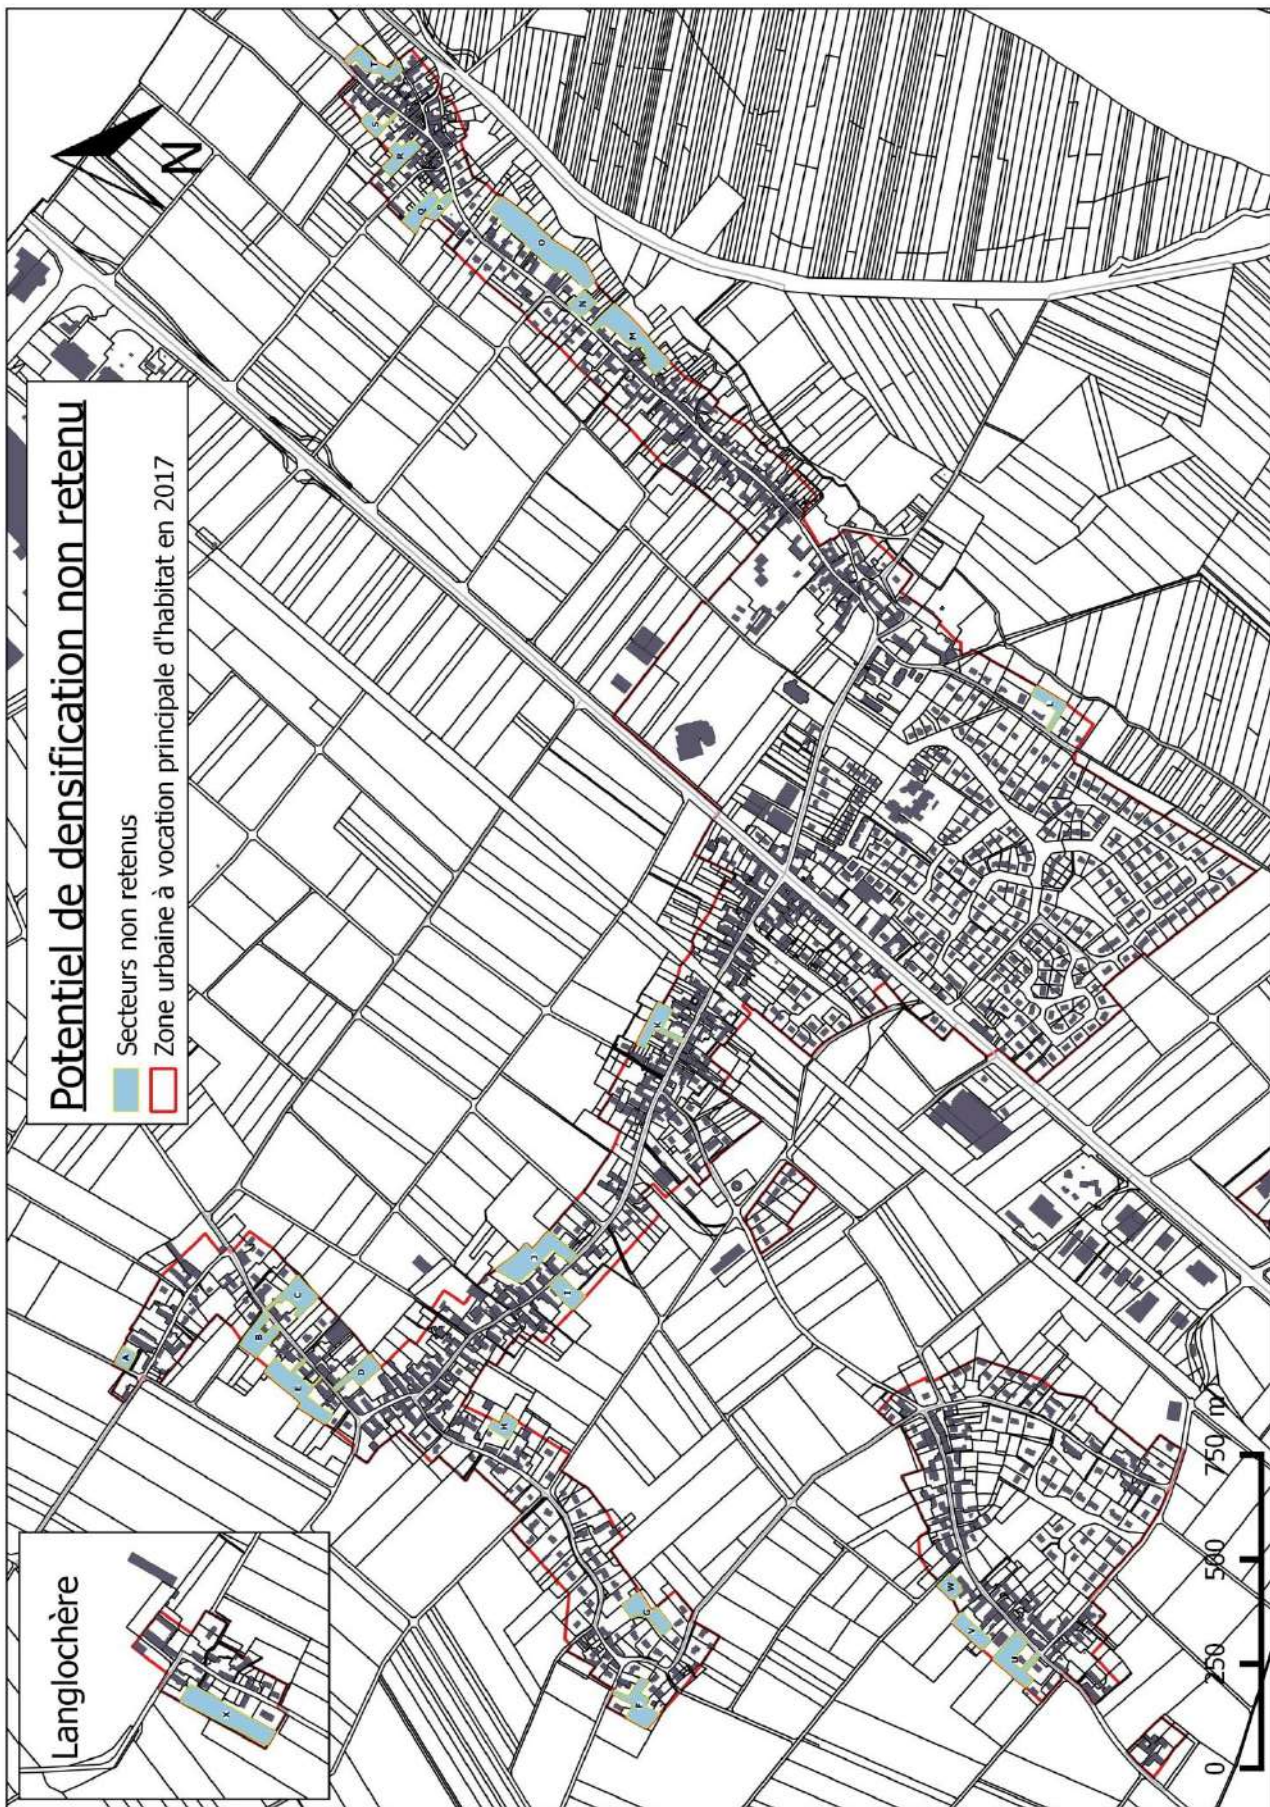 Potentiel de densification non retenu
Secteurs non retenus
Zone urbaine à vocation principale d'habitat en 2017
N
Langlochère
X
A
B
C
E
D
H
G
F
I
J
K
L
M
N
O
P
Q
R
S
T
U
V
W
0 250 500 750 m